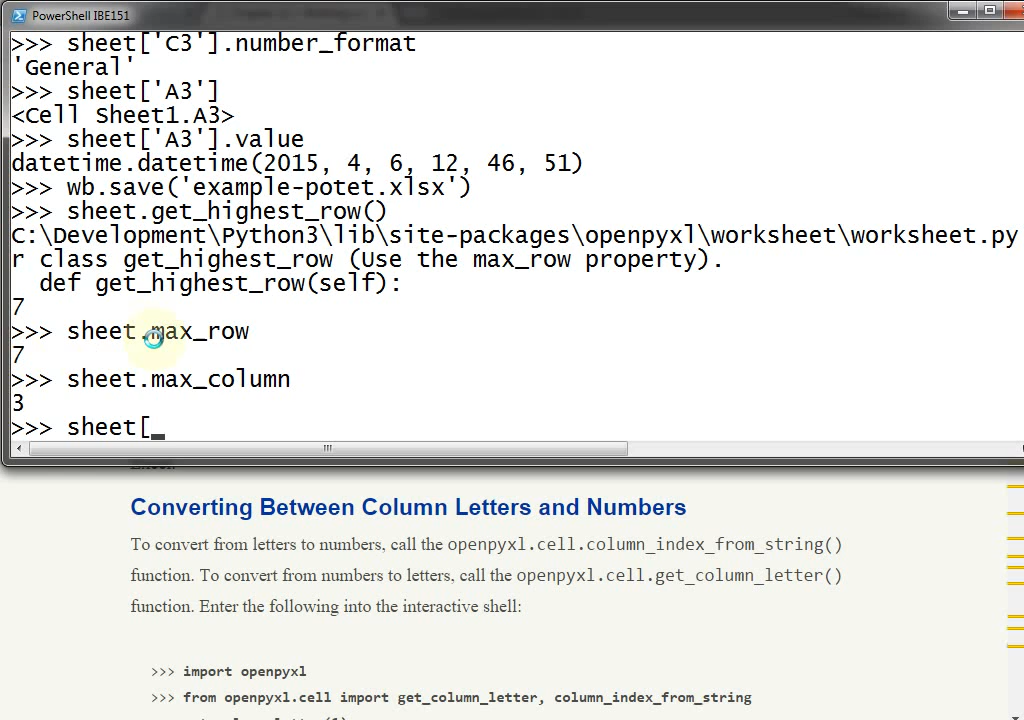 PowerShell IBE151
>>> sheet['C3'].number_format
'General'
>>> sheet['A3']
<Cell Sheet1.A3>
>>> sheet['A3'].value
datetime.datetime(2015, 4, 6, 12, 46, 51)
>>> wb.save('example-potet.xlsx')
>>> sheet.get_highest_row()
C:\Development\Python3\lib\site-packages\openpyxl\worksheet\worksheet.py
r class get_highest_row (Use the max_row property).
def get_highest_row(self):
7
>>> sheet.max_row
7
>>> sheet.max_column
3
>>> sheet[_
Converting Between Column Letters and Numbers
To convert from letters to numbers, call the openpyxl.cell.column_index_from_string()
function. To convert from numbers to letters, call the openpyxl.cell.get_column_letter()
function. Enter the following into the interactive shell:
>>> import openpyxl
>>> from openpyxl.cell import get_column_letter, column_index_from_string